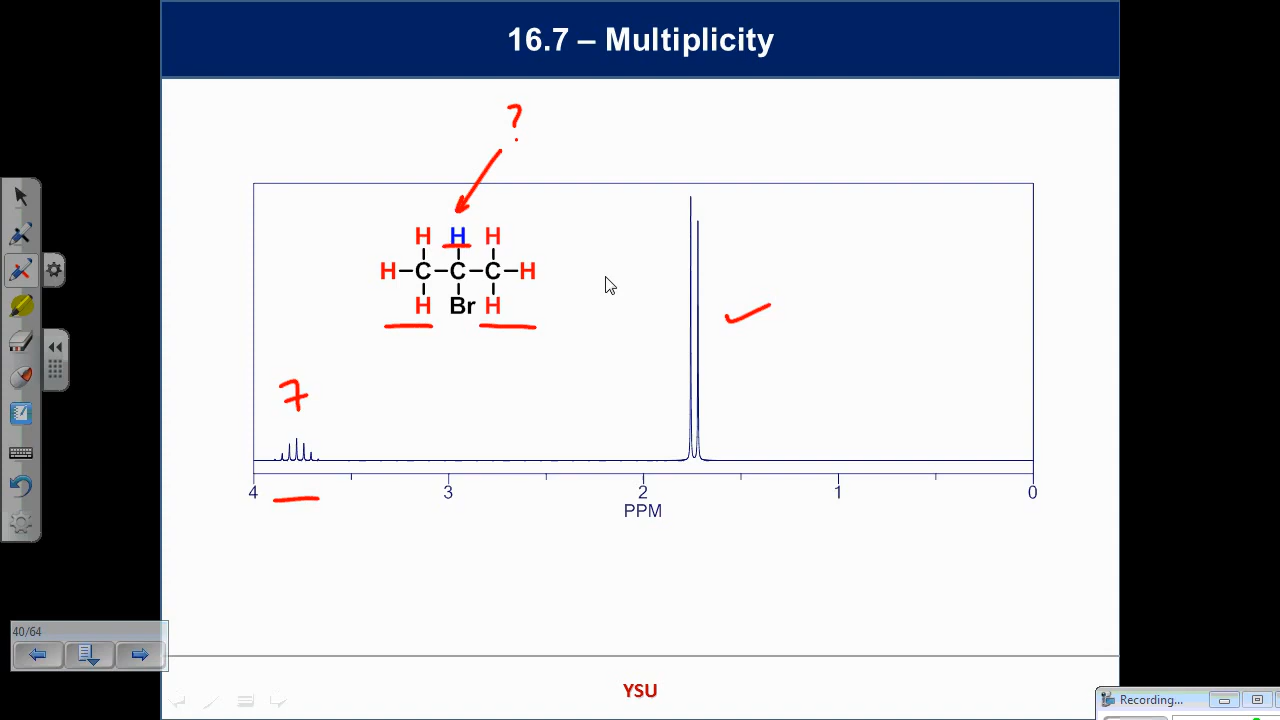 16.7 – Multiplicity
?
H H H
H C C C H
H Br H
7
4 3 2 1 0
PPM
40/64
YSU
Recording...